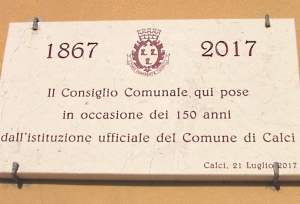 1867 2017
Il Consiglio Comunale qui pose
in occasione dei 150 anni
dall'istituzione ufficiale del Comune di Calci
Calci, 21 Luglio 2017